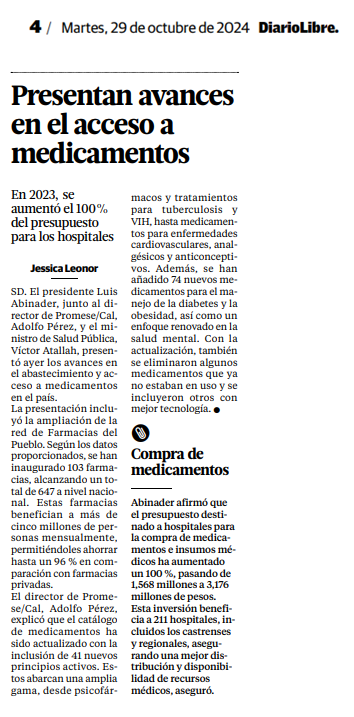 4 / Martes, 29 de octubre de 2024 DiarioLibre.
Presentan avances
en el acceso a
medicamentos
En 2023, se
aumentó el 100%
del presupuesto
para los hospitales
Jessica Leonor
SD. El presidente Luis
Abinader, junto al di-
rector de Promese/Cal,
Adolfo Pérez, y el mi-
nistro de Salud Pública,
Víctor Atallah, presen-
tó ayer los avances en
el abastecimiento y ac-
ceso a medicamentos
en el país.
La presentación inclu-
yó la ampliación de la
red de Farmacias del
Pueblo. Según los datos
proporcionados, se han
inaugurado 103 farma-
cias, alcanzando un to-
tal de 647 a nivel nacio-
nal. Estas farmacias
benefician a más de
cinco millones de per-
sonas mensualmente,
permitiéndoles ahorrar
hasta un 96 % en com-
paración con farmacias
privadas.
El director de Prome-
se/Cal, Adolfo Pérez,
explicó que el catálogo
de medicamentos ha
sido actualizado con la
inclusión de 41 nuevos
principios activos. Es-
tos abarcan una amplia
gama, desde psicofár-
macos y tratamientos
para tuberculosis y
VIH, hasta medicamen-
tos para enfermedades
cardiovasculares, anal-
gésicos y anticoncepti-
vos. Además, se han
añadido 74 nuevos me-
dicamentos para el ma-
nejo de la diabetes y la
obesidad, así como un
enfoque renovado en la
salud mental. Con la
actualización, también
se eliminaron algunos
medicamentos que ya
no estaban en uso y se
incluyeron otros con
mejor tecnología.
Compra de
medicamentos
Abinader afirmó que
el presupuesto desti-
nado a hospitales para
la compra de medica-
mentos e insumos mé-
dicos ha aumentado
un 100 %, pasando de
1,568 millones a 3,176
millones de pesos.
Esta inversión benefi-
cia a 211 hospitales, in-
cluidos los castrenses
y regionales, asegu-
rando una mejor dis-
tribución y disponibi-
lidad de recursos
médicos, aseguró.